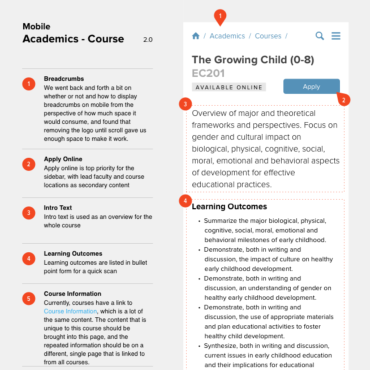 Mobile
Academics - Course 2.0
1
Breadcrumbs
We went back and forth a bit on
whether or not and how to display
breadcrumbs on mobile from the
perspective of how much space it
would consume, and found that
removing the logo until scroll gave us
enough space to make it work.
2
Apply Online
Apply online is top priority for the
sidebar, with lead faculty and course
locations as secondary content
3
Intro Text
Intro text is used as an overview for the
whole course
4
Learning Outcomes
Learning outcomes are listed in bullet
point form for a quick scan
5
Course Information
Currently, courses have a link to
Course Information, which is a lot of
the same content. The content that is
unique to this course should be
brought into this page, and the
repeated information should be on a
different, single page that is linked to
from all courses.
1
/ Academics / Courses /
The Growing Child (0-8)
EC201
AVAILABLE ONLINE
Apply
2
3
Overview of major and theoretical
frameworks and perspectives. Focus on
gender and cultural impact on
biological, physical, cognitive, social,
moral, emotional and behavioral aspects
of development for effective
educational practices.
4
Learning Outcomes
• Summarize the major biological, physical,
cognitive, social, moral, emotional and
behavioral milestones of early childhood.
• Demonstrate, both in writing and
discussion, the impact of culture on healthy
early childhood development.
• Demonstrate, both in writing and
discussion, an understanding of gender on
healthy early childhood development.
• Demonstrate, both in writing and
discussion, the use of appropriate materials
and plan educational activities to foster
healthy child development.
• Synthesize, both in writing and discussion,
current issues in early childhood education
and their implications for educational